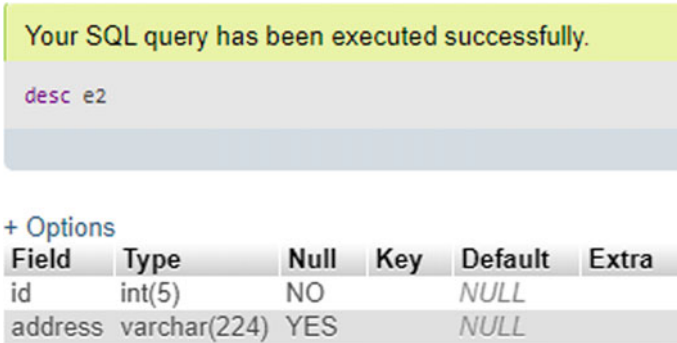 Your SQL query has been executed successfully.
desc e2
+ Options
Field Type Null Key Default Extra
id int(5) NO NULL
address varchar(224) YES NULL